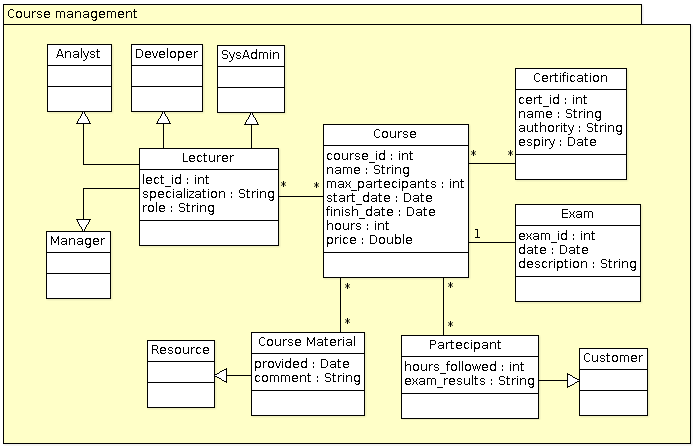 Course management
Analyst
Developer
SysAdmin
Certification
cert_id : int
name : String
authority : String
espiry : Date
Course
course_id : int
name : String
max_partecipants : int
start_date : Date
finish_date : Date
hours : int
price : Double
Lecturer
lect_id : int
specialization : String
role : String
* *
* *
Manager
Exam
exam_id : int
date : Date
description : String
1
*
*
*
*
Resource
Course Material
provided : Date
comment : String
Partecipant
hours_followed : int
exam_results : String
Customer